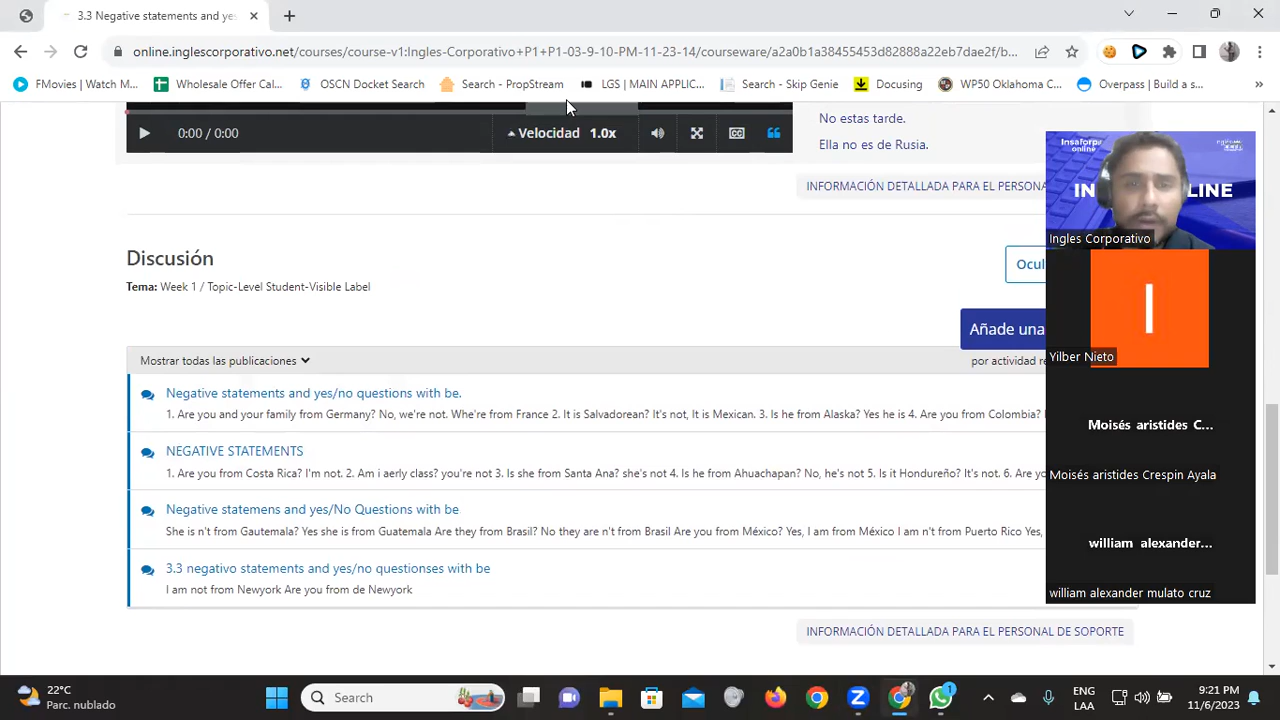 3.3 Negative statements and yes
online.inglescorporativo.net/courses/course-v1:Ingles-Corporativo+P1+P1-03-9-10-PM-11-23-14/courseware/a2a0b1a38455453d82888a22eb7dae2f/b...
FMovies | Watch M...
Wholesale Offer Cal...
OSCN Docket Search
Search - PropStream
LGS | MAIN APPLIC...
Search - Skip Genie
Docusing
WP50 Oklahoma C...
Overpass | Build a s...
»
0:00 / 0:00
Velocidad 1.0x
No estas tarde.
Ella no es de Rusia.
INFORMACIÓN DETALLADA PARA EL PERSONA
Discusión
Ocul
Tema: Week 1 / Topic-Level Student-Visible Label
Añade una
Mostrar todas las publicaciones
por actividad re
Negative statements and yes/no questions with be.
1. Are you and your family from Germany? No, we're not. Whe're from France 2. It is Salvadorean? It's not, It is Mexican. 3. Is he from Alaska? Yes he is 4. Are you from Colombia?
NEGATIVE STATEMENTS
1. Are you from Costa Rica? I'm not. 2. Am i aerly class? you're not 3. Is she from Santa Ana? she's not 4. Is he from Ahuachapan? No, he's not 5. Is it Hondureño? It's not. 6. Are yo
Negative statemens and yes/No Questions with be
She is n't from Gautemala? Yes she is from Guatemala Are they from Brasil? No they are n't from Brasil Are you from México? Yes, I am from México I am n't from Puerto Rico Yes,
3.3 negativo statements and yes/no questionses with be
I am not from Newyork Are you from de Newyork
INFORMACIÓN DETALLADA PARA EL PERSONAL DE SOPORTE
Insaforp
online
IN
LINE
Ingles Corporativo
I
Yilber Nieto
Moisés aristides C...
Moisés aristides Crespin Ayala
william alexander...
william alexander mulato cruz
22°C
Parc. nublado
Search
1
ENG
LAA
9:21 PM
11/6/2023